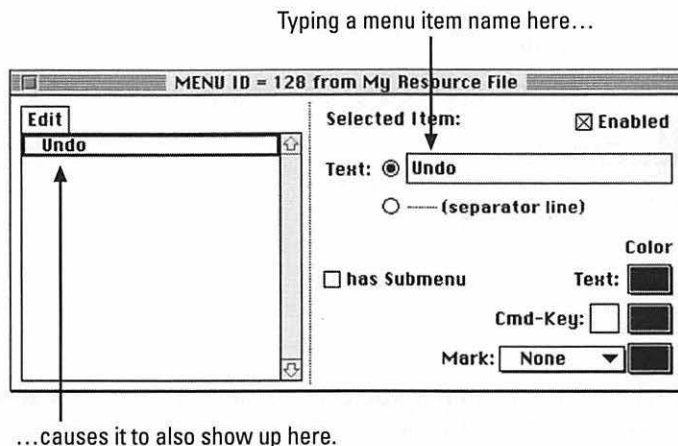 Typing a menu item name here…
MENU ID = 128 from My Resource File
Edit
Undo
Selected Item:
Enabled
Text:
Undo
(separator line)
Color
has Submenu
Text:
Cmd-Key:
Mark:
None
…causes it to also show up here.